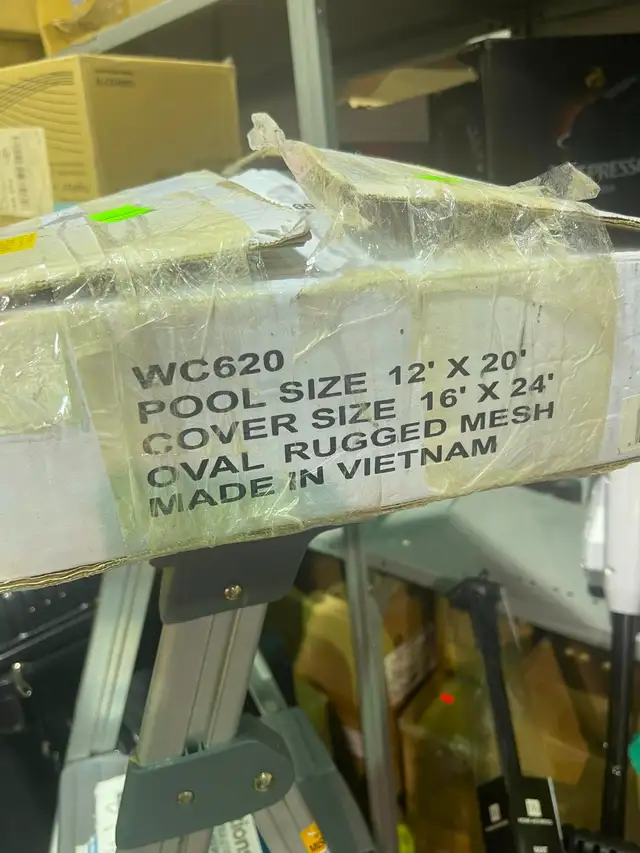 WC620
POOL SIZE 12' X 20'
COVER SIZE 16' X 24'
OVAL RUGGED MESH
MADE IN VIETNAM